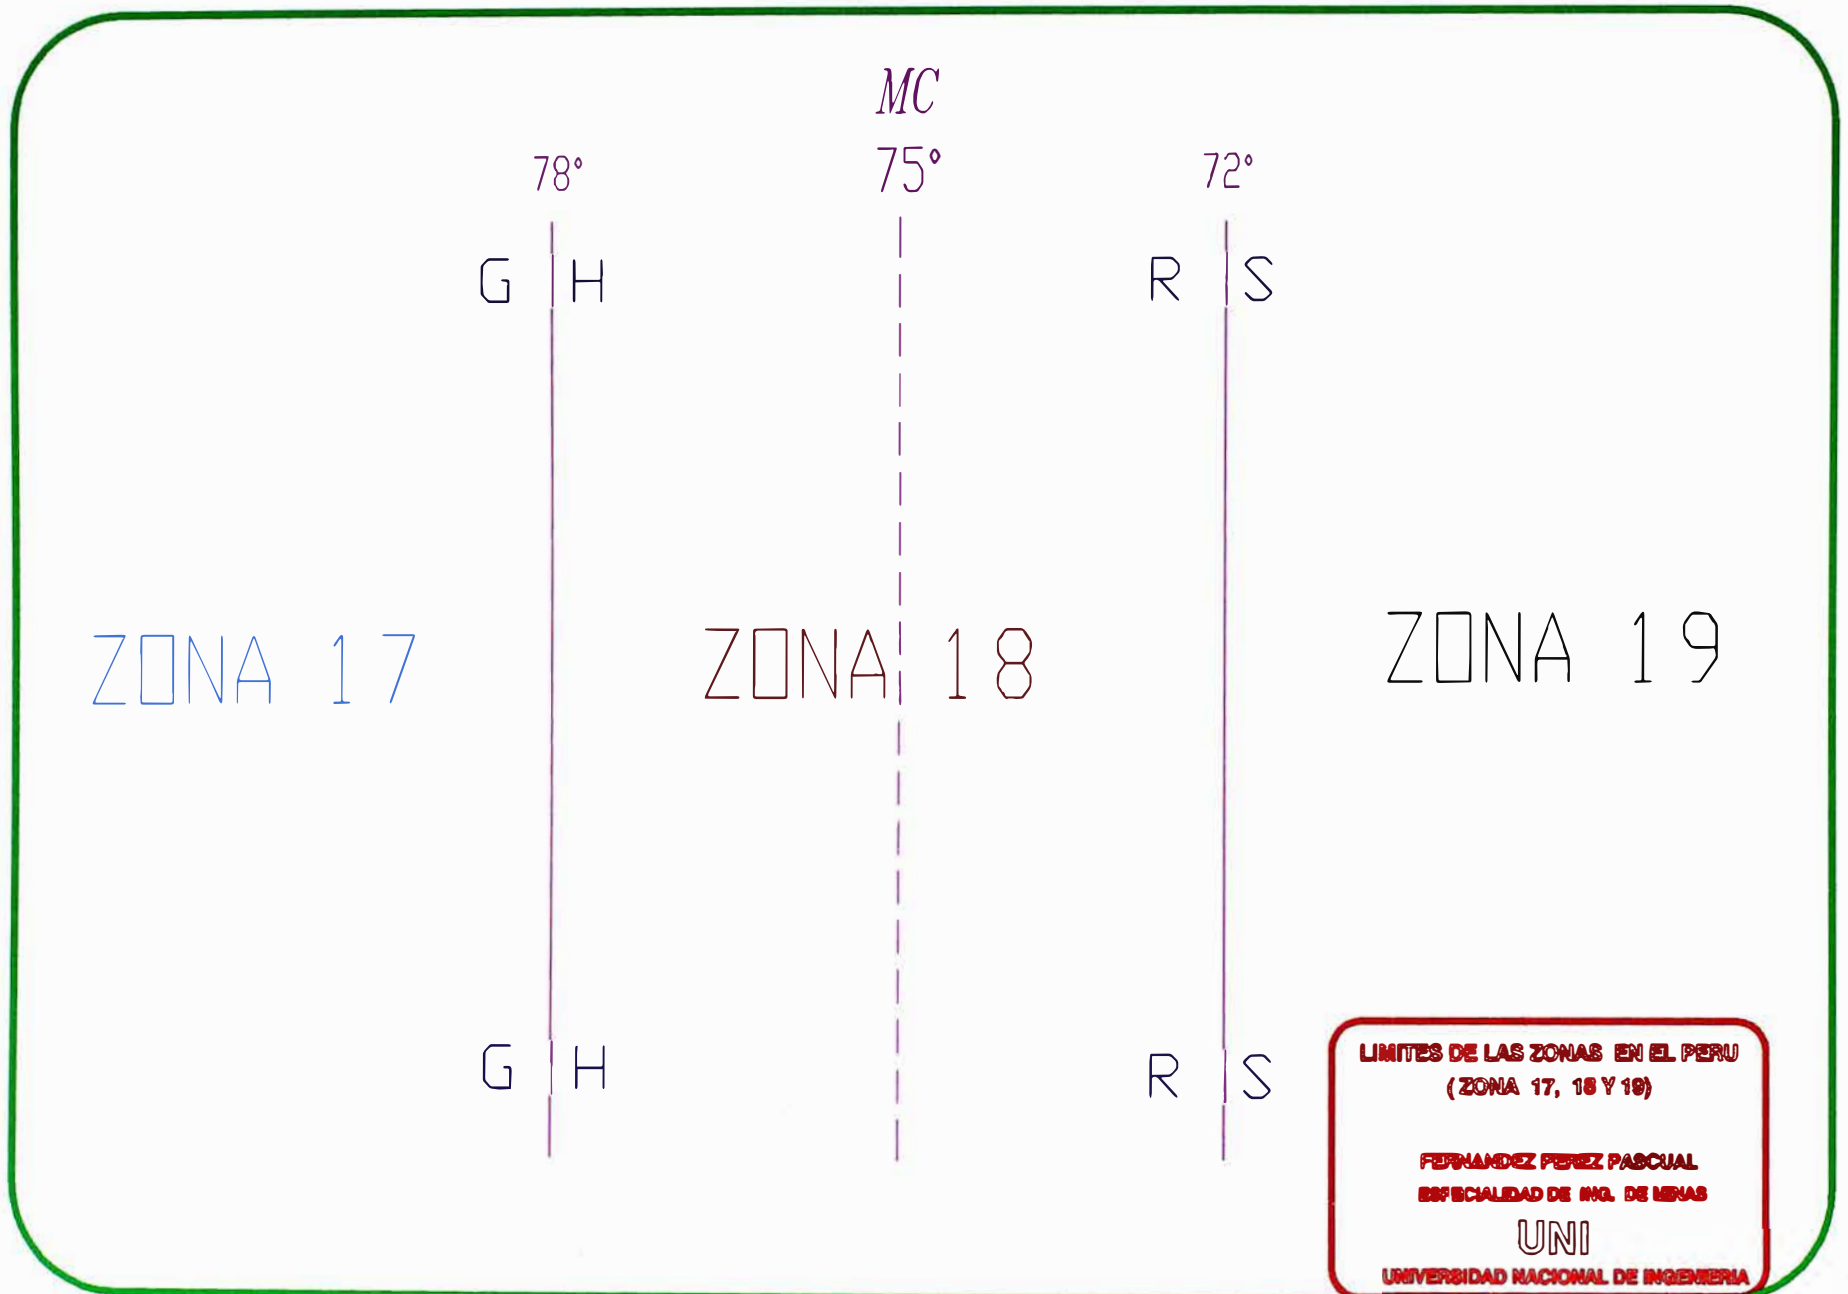 MC
78° 75° 72°
G H R S
ZONA 17 ZONA 18 ZONA 19
G H R S
LIMITES DE LAS ZONAS EN EL PERU
( ZONA 17, 18 Y 19)
FERNANDEZ PEREZ PASCUAL
ESPECIALIDAD DE ING. DE MINAS
UNI
UNIVERSIDAD NACIONAL DE INGENIERIA